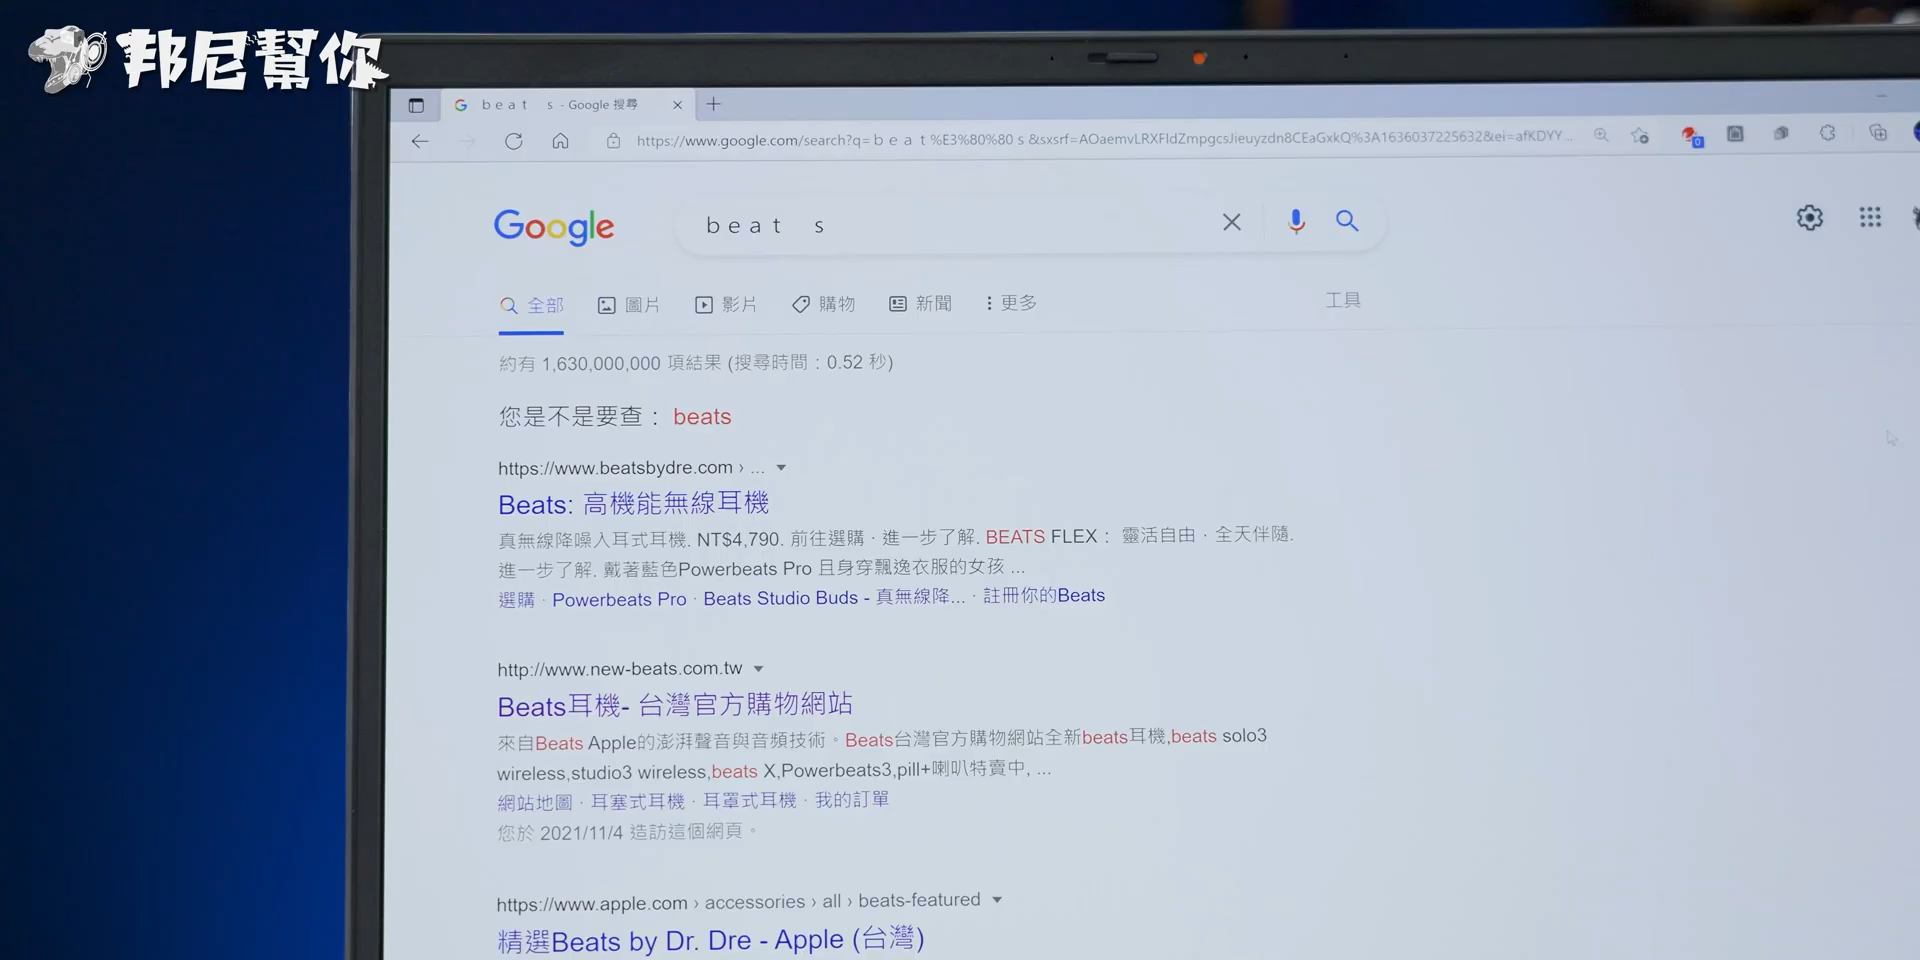 邦尼幫你
ｂｅａｔ　ｓ - Google 搜尋
https://www.google.com/search?q=ｂｅａｔ%E3%80%80ｓ&sxsrf=AOaemvLRXFldZmpgcsJieuyzdn8CEaGxkQ%3A1636037225632&ei=afKDYY...
Google ｂｅａｔ　ｓ
全部 圖片 影片 購物 新聞 更多 工具
約有 1,630,000,000 項結果 (搜尋時間：0.52 秒)
您是不是要查： beats
https://www.beatsbydre.com › ...
Beats: 高機能無線耳機
真無線降噪入耳式耳機. NT$4,790. 前往選購 · 進一步了解. BEATS FLEX： 靈活自由 · 全天伴隨.
進一步了解. 戴著藍色Powerbeats Pro 且身穿飄逸衣服的女孩 ...
選購 · Powerbeats Pro · Beats Studio Buds - 真無線降... · 註冊你的Beats
http://www.new-beats.com.tw
Beats耳機- 台灣官方購物網站
來自Beats Apple的澎湃聲音與音頻技術。Beats台灣官方購物網站全新beats耳機,beats solo3
wireless,studio3 wireless,beats X,Powerbeats3,pill+喇叭特賣中, ...
網站地圖 · 耳塞式耳機 · 耳罩式耳機 · 我的訂單
您於 2021/11/4 造訪這個網頁。
https://www.apple.com › accessories › all › beats-featured
精選Beats by Dr. Dre - Apple (台灣)